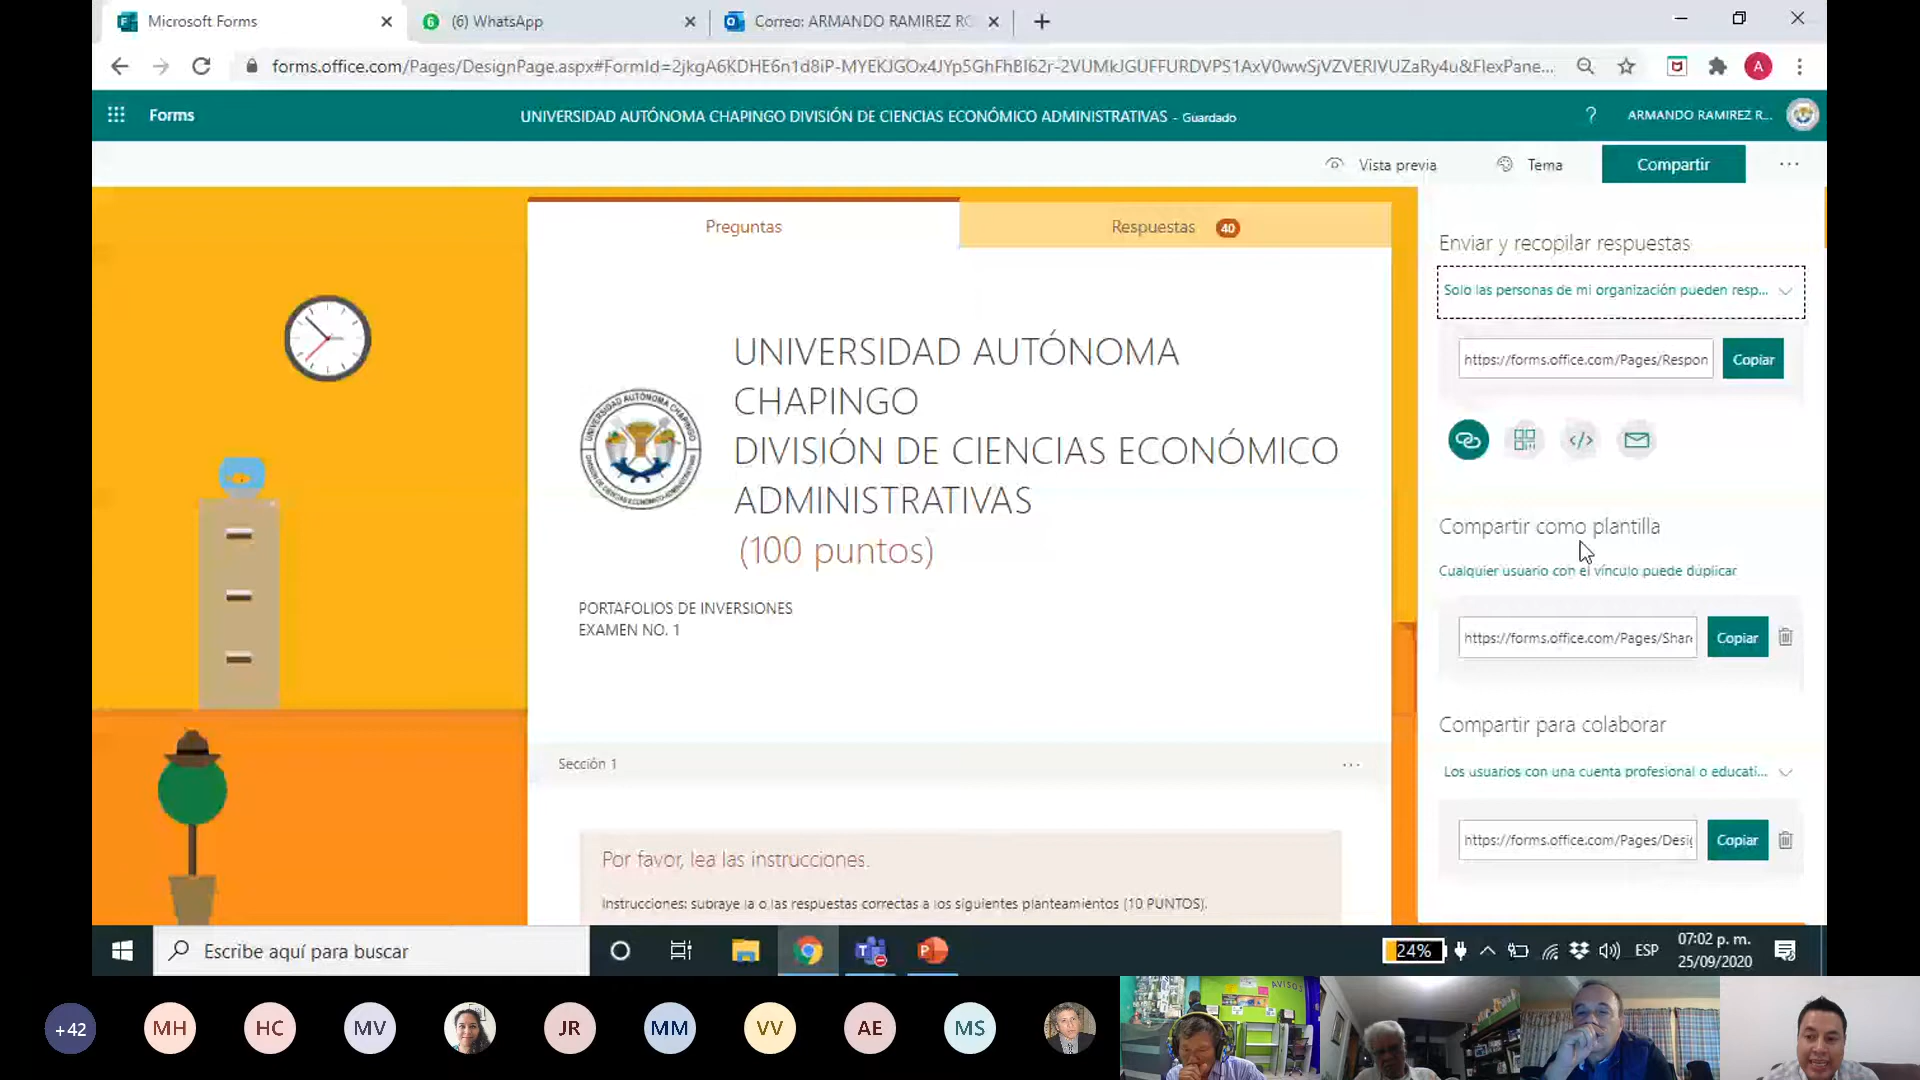 Microsoft Forms
(6) WhatsApp
Correo: ARMANDO RAMIREZ RO
forms.office.com/Pages/DesignPage.aspx#FormId=2jkgA6KDHE6n1d8iP-MYEKJGOx4JYp5GhFhBI62r-2VUMkJGUFFURDVPS1AxV0wwSjVZVERIVUZaRy4u&FlexPane...
A
Forms
UNIVERSIDAD AUTÓNOMA CHAPINGO DIVISIÓN DE CIENCIAS ECONÓMICO ADMINISTRATIVAS - Guardado
?
ARMANDO RAMIREZ R...
Vista previa
Tema
Compartir
Preguntas
Respuestas 40
UNIVERSIDAD AUTÓNOMA
CHAPINGO
DIVISIÓN DE CIENCIAS ECONÓMICO
ADMINISTRATIVAS
(100 puntos)
PORTAFOLIOS DE INVERSIONES
EXAMEN NO. 1
Sección 1
Por favor, lea las instrucciones.
Instrucciones: subraye la o las respuestas correctas a los siguientes planteamientos (10 PUNTOS).
Enviar y recopilar respuestas
Solo las personas de mi organización pueden resp...
https://forms.office.com/Pages/Respon
Copiar
Compartir como plantilla
Cualquier usuario con el vínculo puede duplicar
https://forms.office.com/Pages/Shar
Copiar
Compartir para colaborar
Los usuarios con una cuenta profesional o educati...
https://forms.office.com/Pages/Desi
Copiar
Escribe aquí para buscar
24%
ESP
07:02 p. m.
25/09/2020
+42
MH
HC
MV
JR
MM
VV
AE
MS
AVISOS